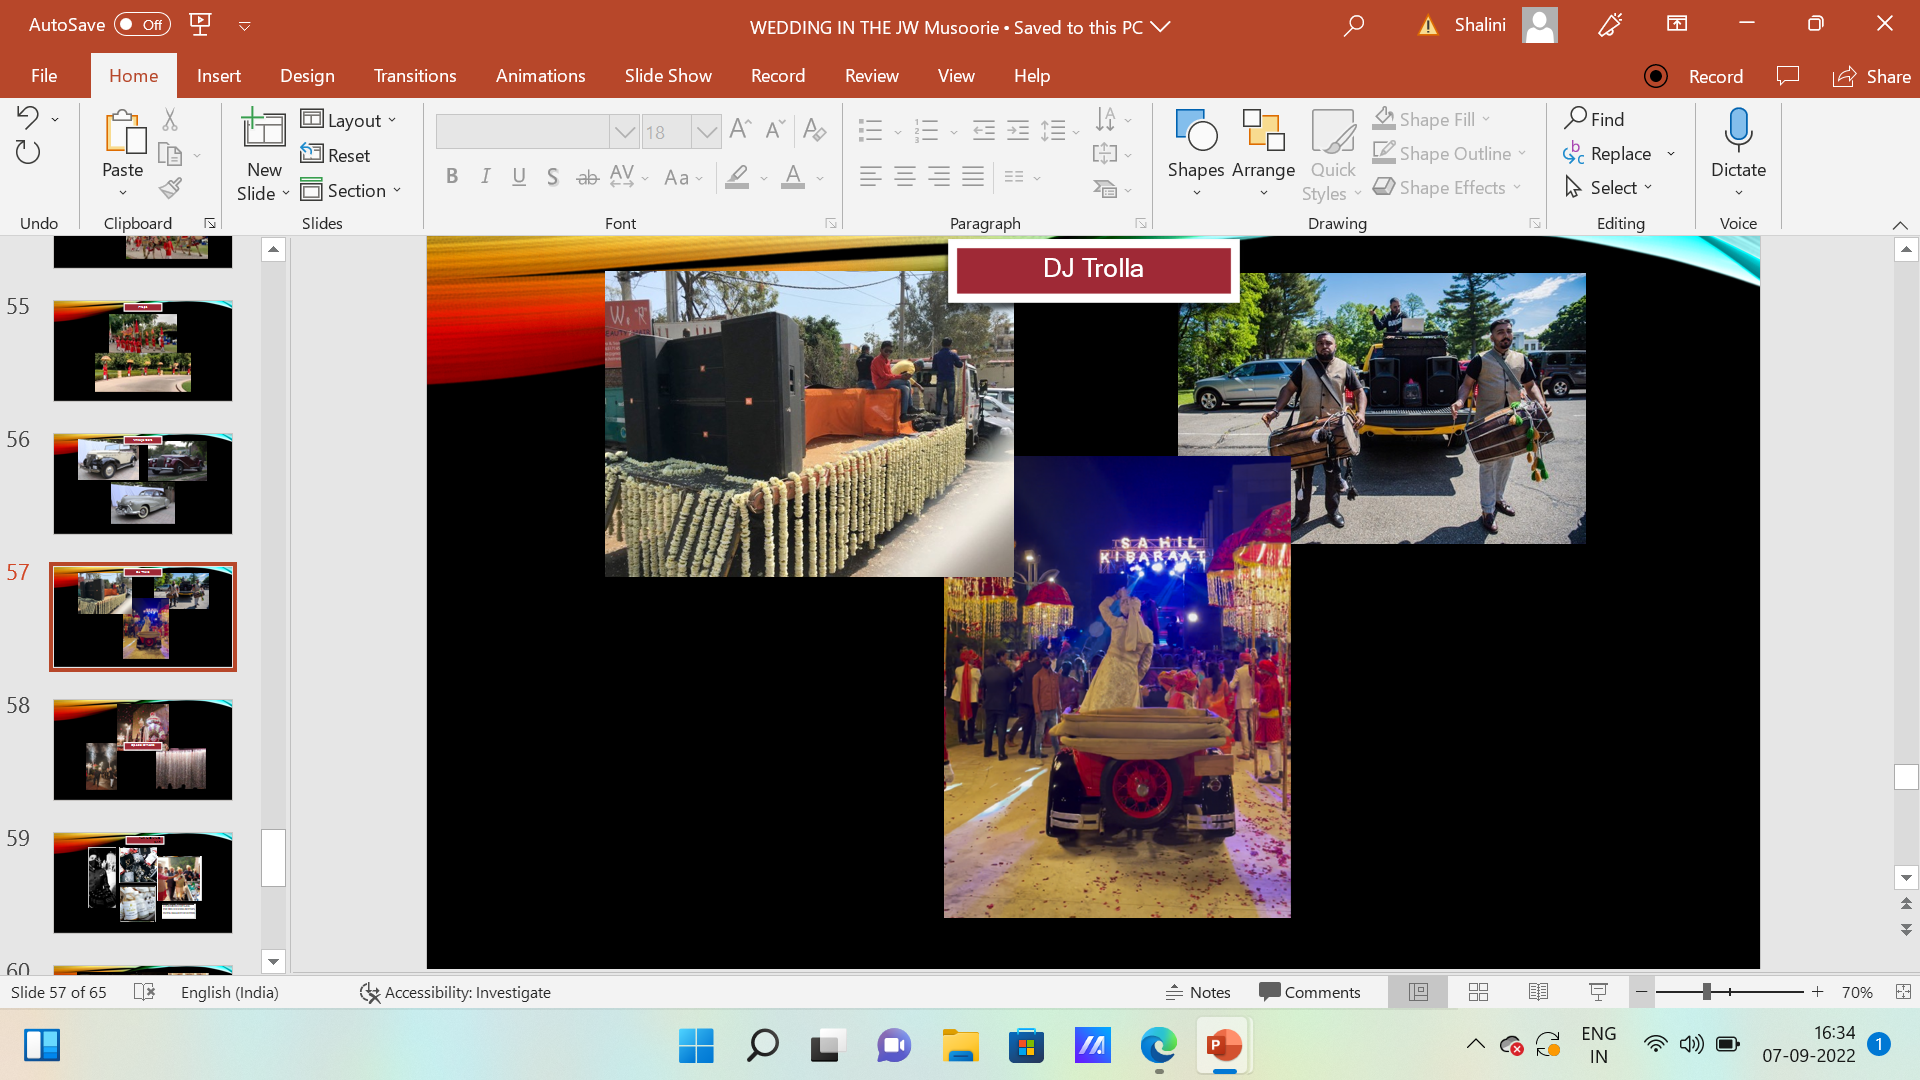 AutoSave Off
WEDDING IN THE JW Musoorie • Saved to this PC
Shalini
File Home Insert Design Transitions Animations Slide Show Record Review View Help
Record Share
Undo
Paste
Clipboard
New Slide
Layout
Reset
Section
Slides
18
Font
Paragraph
Shapes Arrange Quick Styles
Shape Fill
Shape Outline
Shape Effects
Drawing
Find
Replace
Select
Editing
Dictate
Voice
DJ Trolla
SAHIL
KI BARAAT
55
56
57
58
59
60
Slide 57 of 65 English (India) Accessibility: Investigate Notes Comments 70%
ENG
IN
16:34
07-09-2022
1